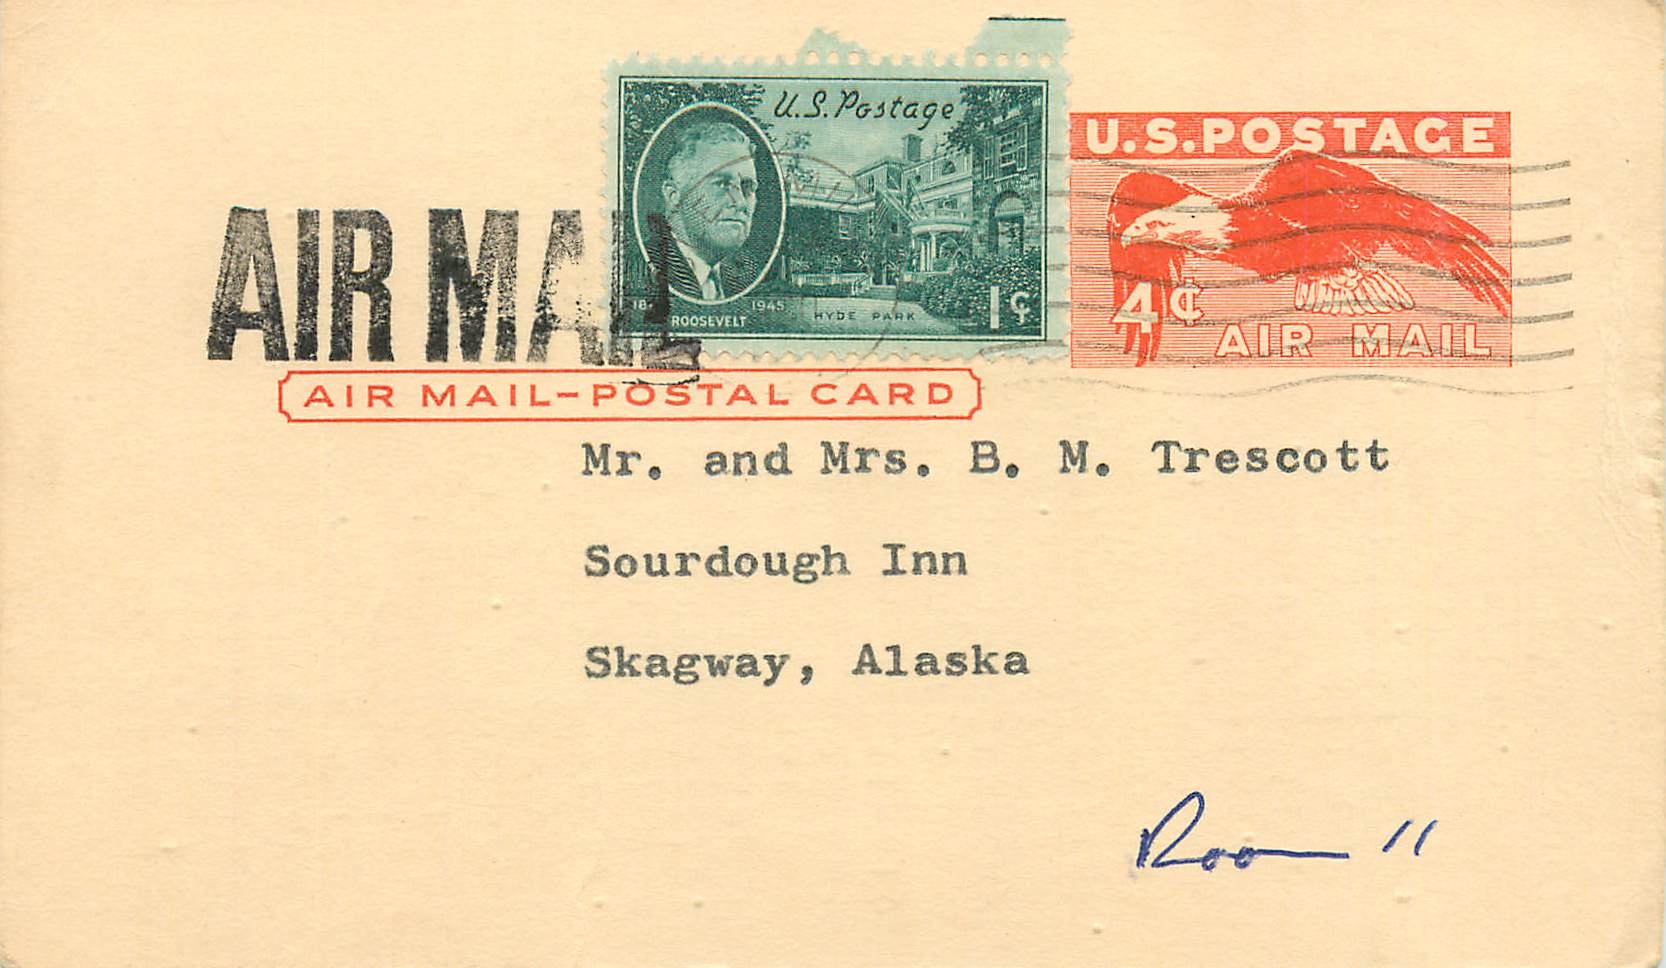 U.S. Postage
U.S. POSTAGE
AIR MAIL
1945
ROOSEVELT
HYDE PARK
1¢
4¢
AIR MAIL
AIR MAIL-POSTAL CARD
Mr. and Mrs. B. M. Trescott
Sourdough Inn
Skagway, Alaska
Room 11